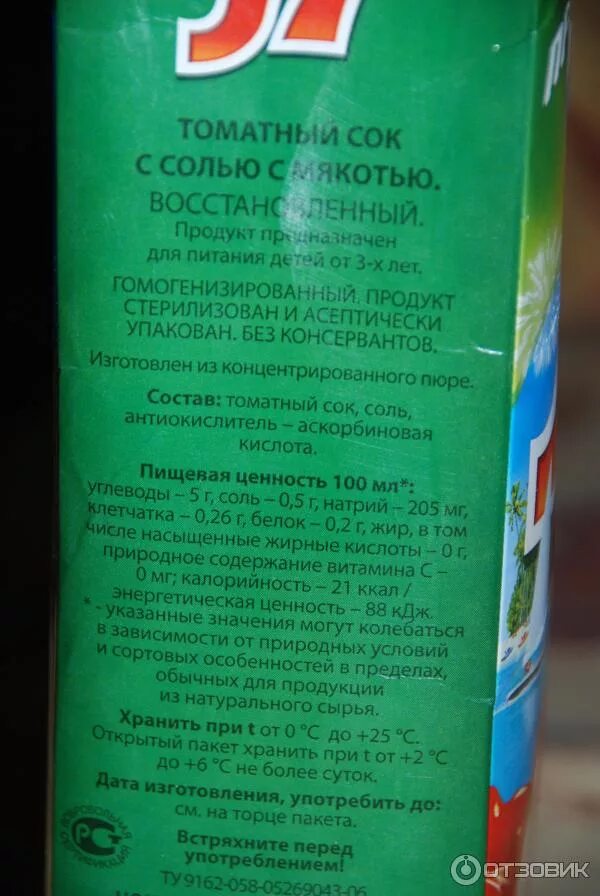 J7
ТОМАТНЫЙ СОК
С СОЛЬЮ С МЯКОТЬЮ.
ВОССТАНОВЛЕННЫЙ.
Продукт предназначен
для питания детей от 3-х лет.
ГОМОГЕНИЗИРОВАННЫЙ. ПРОДУКТ
СТЕРИЛИЗОВАН И АСЕПТИЧЕСКИ
УПАКОВАН. БЕЗ КОНСЕРВАНТОВ.
Изготовлен из концентрированного пюре.
Состав: томатный сок, соль,
антиокислитель – аскорбиновая
кислота.
Пищевая ценность 100 мл*:
углеводы – 5 г, соль – 0,5 г, натрий – 205 мг,
клетчатка – 0,26 г, белок – 0,2 г, жир, в том
числе насыщенные жирные кислоты – 0 г,
природное содержание витамина С –
0 мг; калорийность – 21 ккал /
энергетическая ценность – 88 кДж.
* - указанные значения могут колебаться
в зависимости от природных условий
и сортовых особенностей в пределах,
обычных для продукции
из натурального сырья.
Хранить при t от 0 °C до +25 °C.
Открытый пакет хранить при t от +2 °C
до +6 °C не более суток.
Дата изготовления, употребить до:
см. на торце пакета.
ДОБРОВОЛЬНАЯ СЕРТИФИКАЦИЯ
Встряхните перед
употреблением!
ТУ 9162-058-05269043-06
ОТЗОВИК